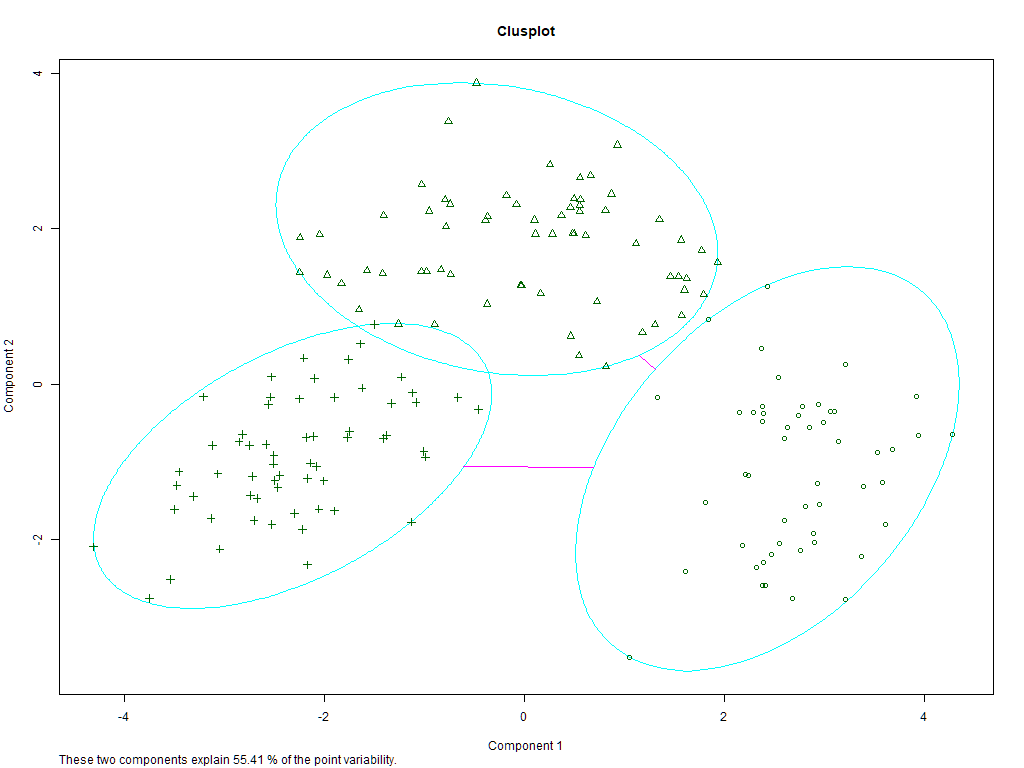 Clusplot
4
2
0
-2
Component 2
-4 -2 0 2 4
Component 1
These two components explain 55.41 % of the point variability.